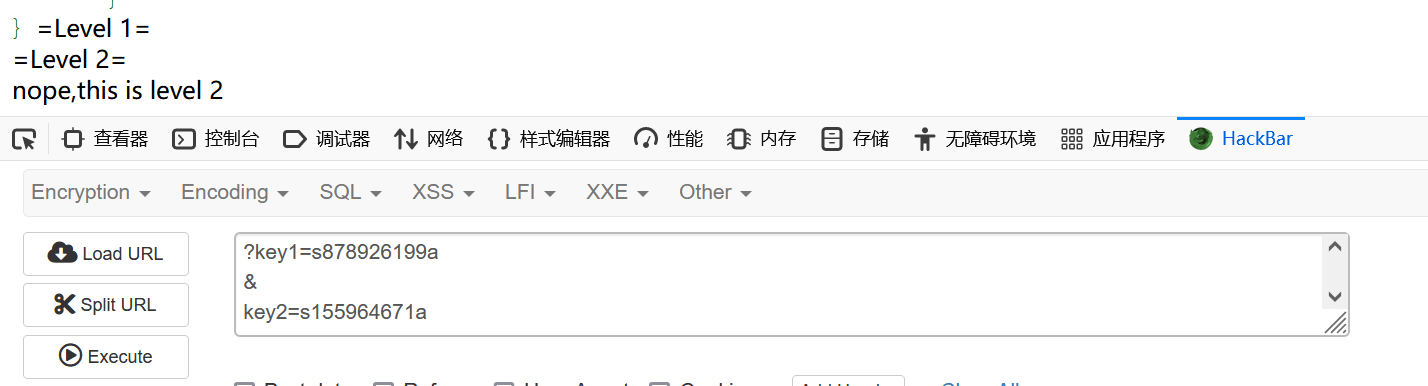 }
} =Level 1=
=Level 2=
nope,this is level 2
查看器 控制台 调试器 网络 {} 样式编辑器 性能 内存 存储 无障碍环境 应用程序 HackBar
Encryption Encoding SQL XSS LFI XXE Other
Load URL
Split URL
Execute
?key1=s878926199a
&
key2=s155964671a